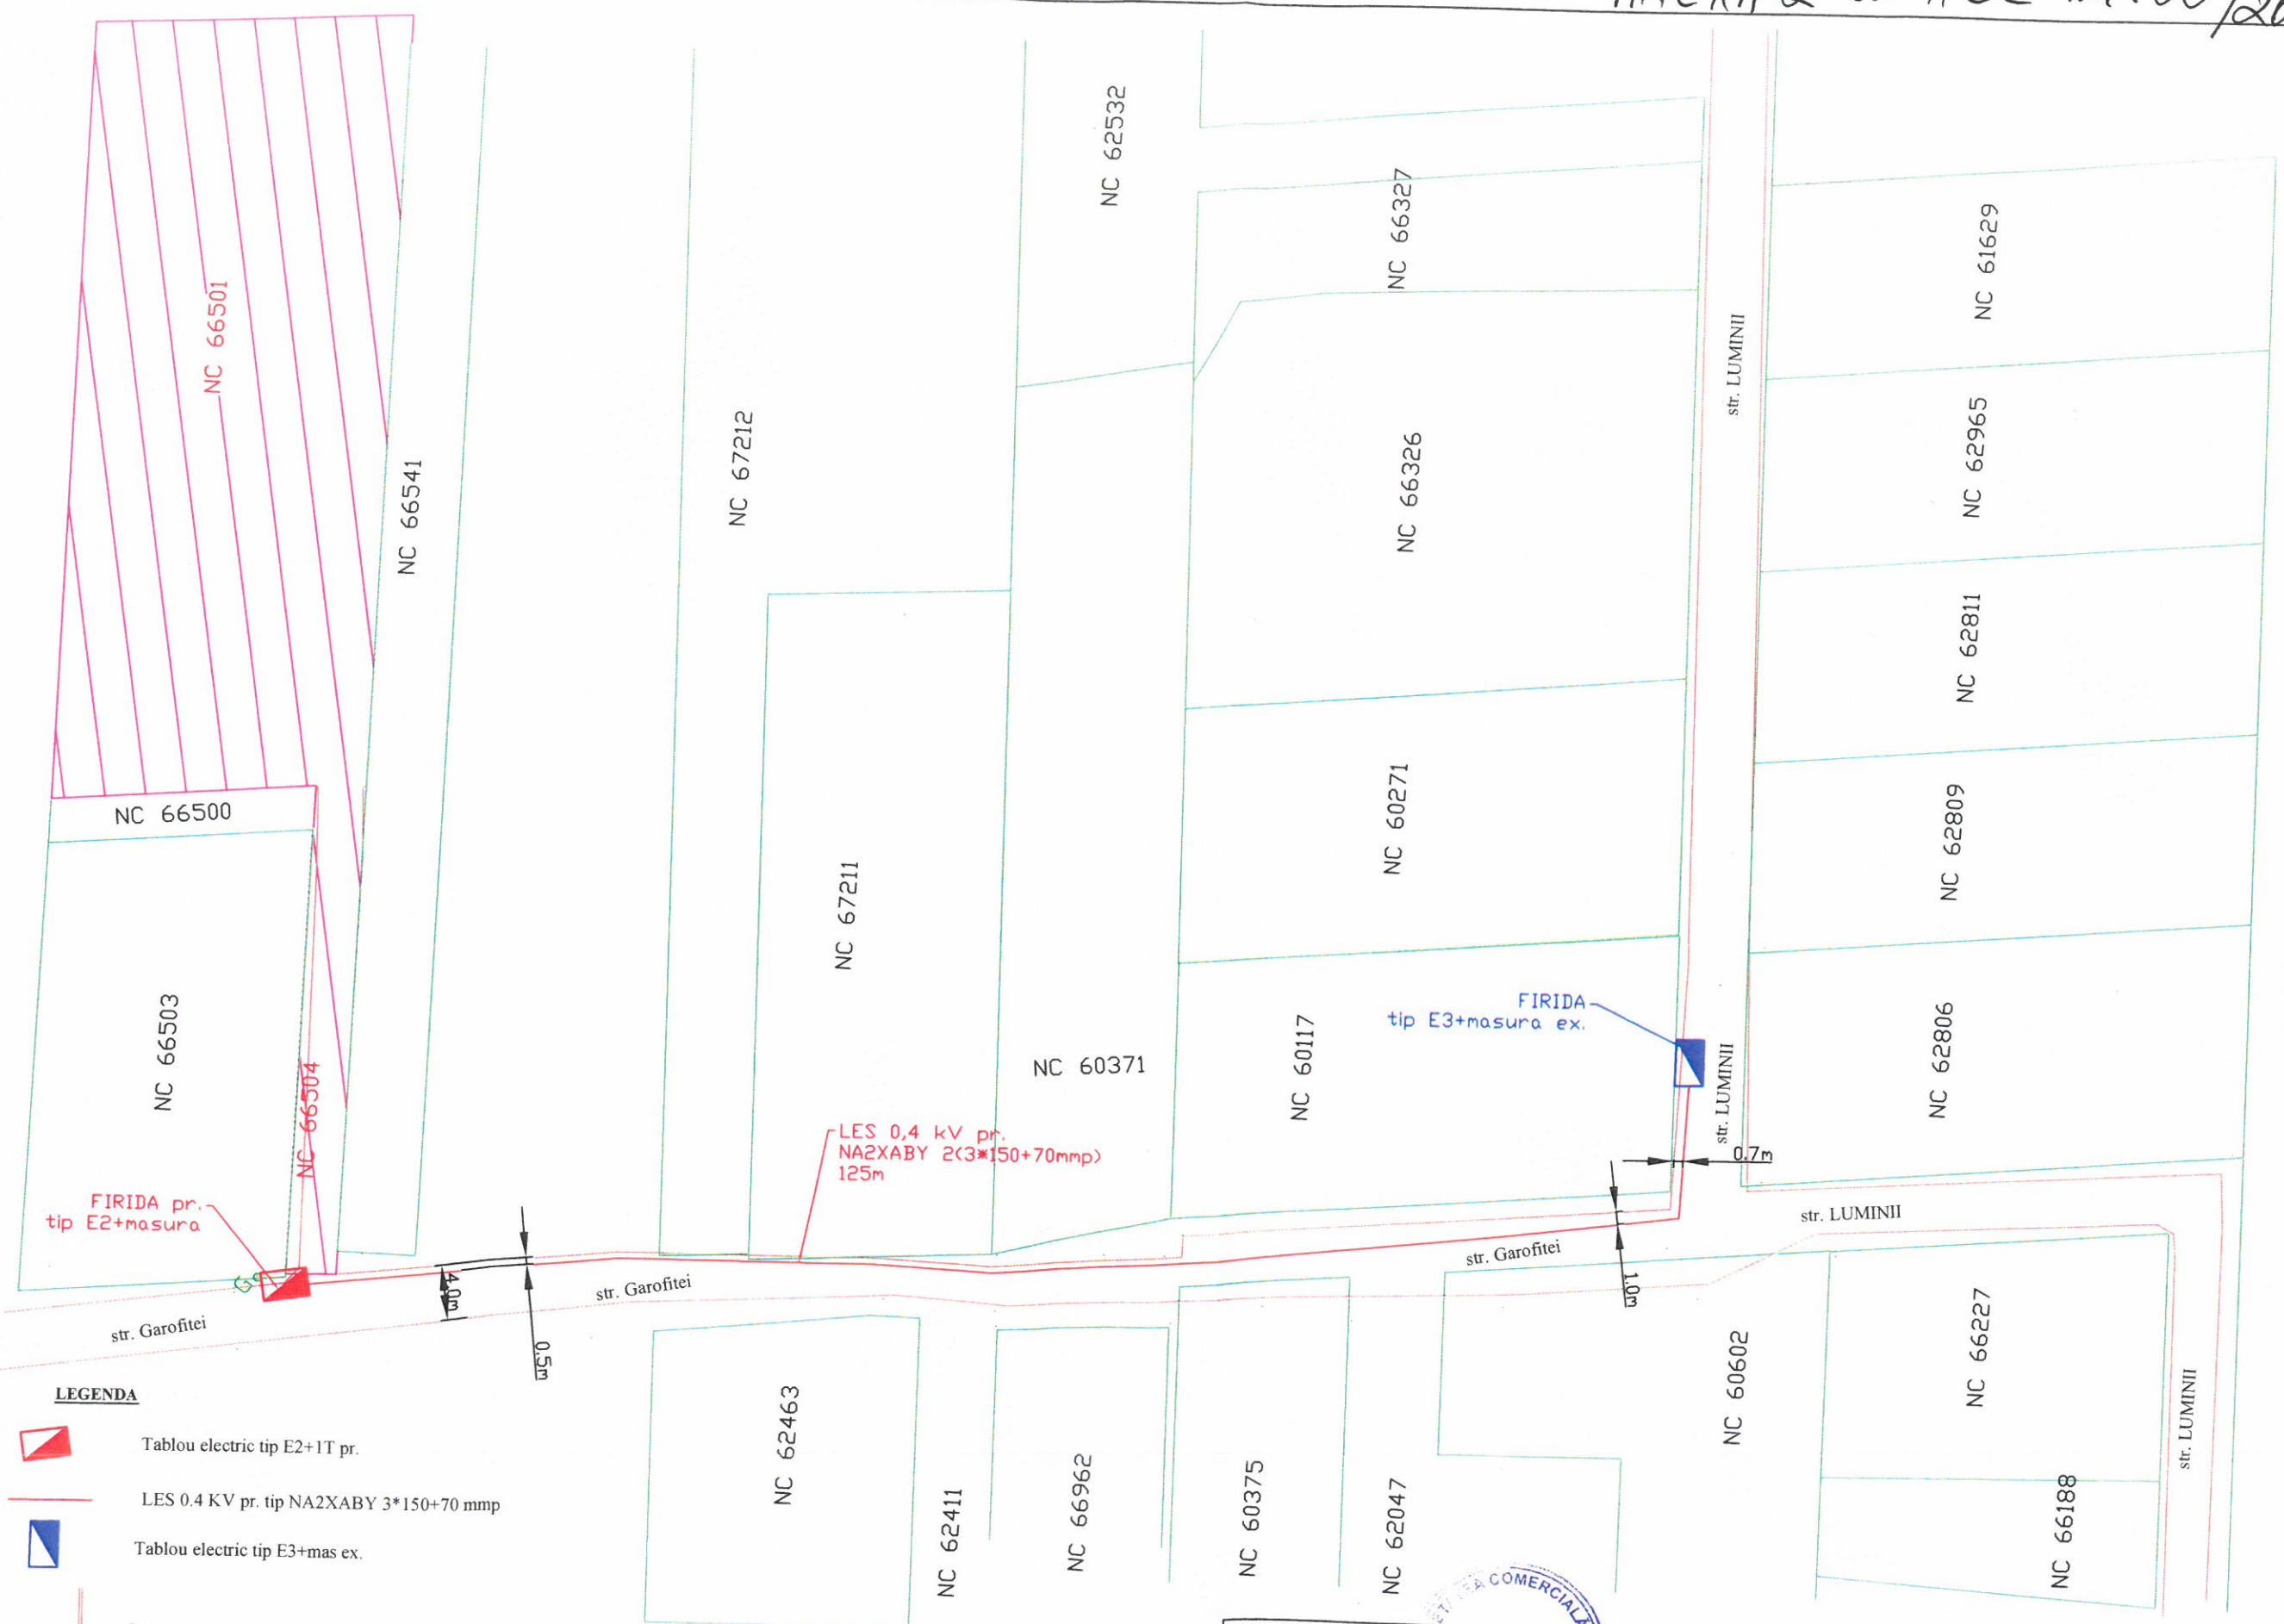 NC 66501
NC 66541
NC 67212
NC 62532
NC 66327
NC 66326
str. LUMINII
NC 61629
NC 62965
NC 62811
NC 66500
NC 66503
NC 66504
NC 67211
NC 60371
NC 60271
NC 60117
FIRIDA
tip E3+masura ex.
str. LUMINII
NC 62809
NC 62806
LES 0,4 kV pr.
NA2XABY 2(3*150+70mmp)
125m
0.7m
FIRIDA pr.
tip E2+masura
str. Garofitei
4.0m
0.5m
str. Garofitei
str. Garofitei
1.0m
str. LUMINII
LEGENDA
Tablou electric tip E2+1T pr.
LES 0.4 KV pr. tip NA2XABY 3*150+70 mmp
Tablou electric tip E3+mas ex.
NC 62463
NC 62411
NC 66962
NC 60375
NC 62047
NC 60602
NC 66227
NC 66188
str. LUMINII
COMERCIALA